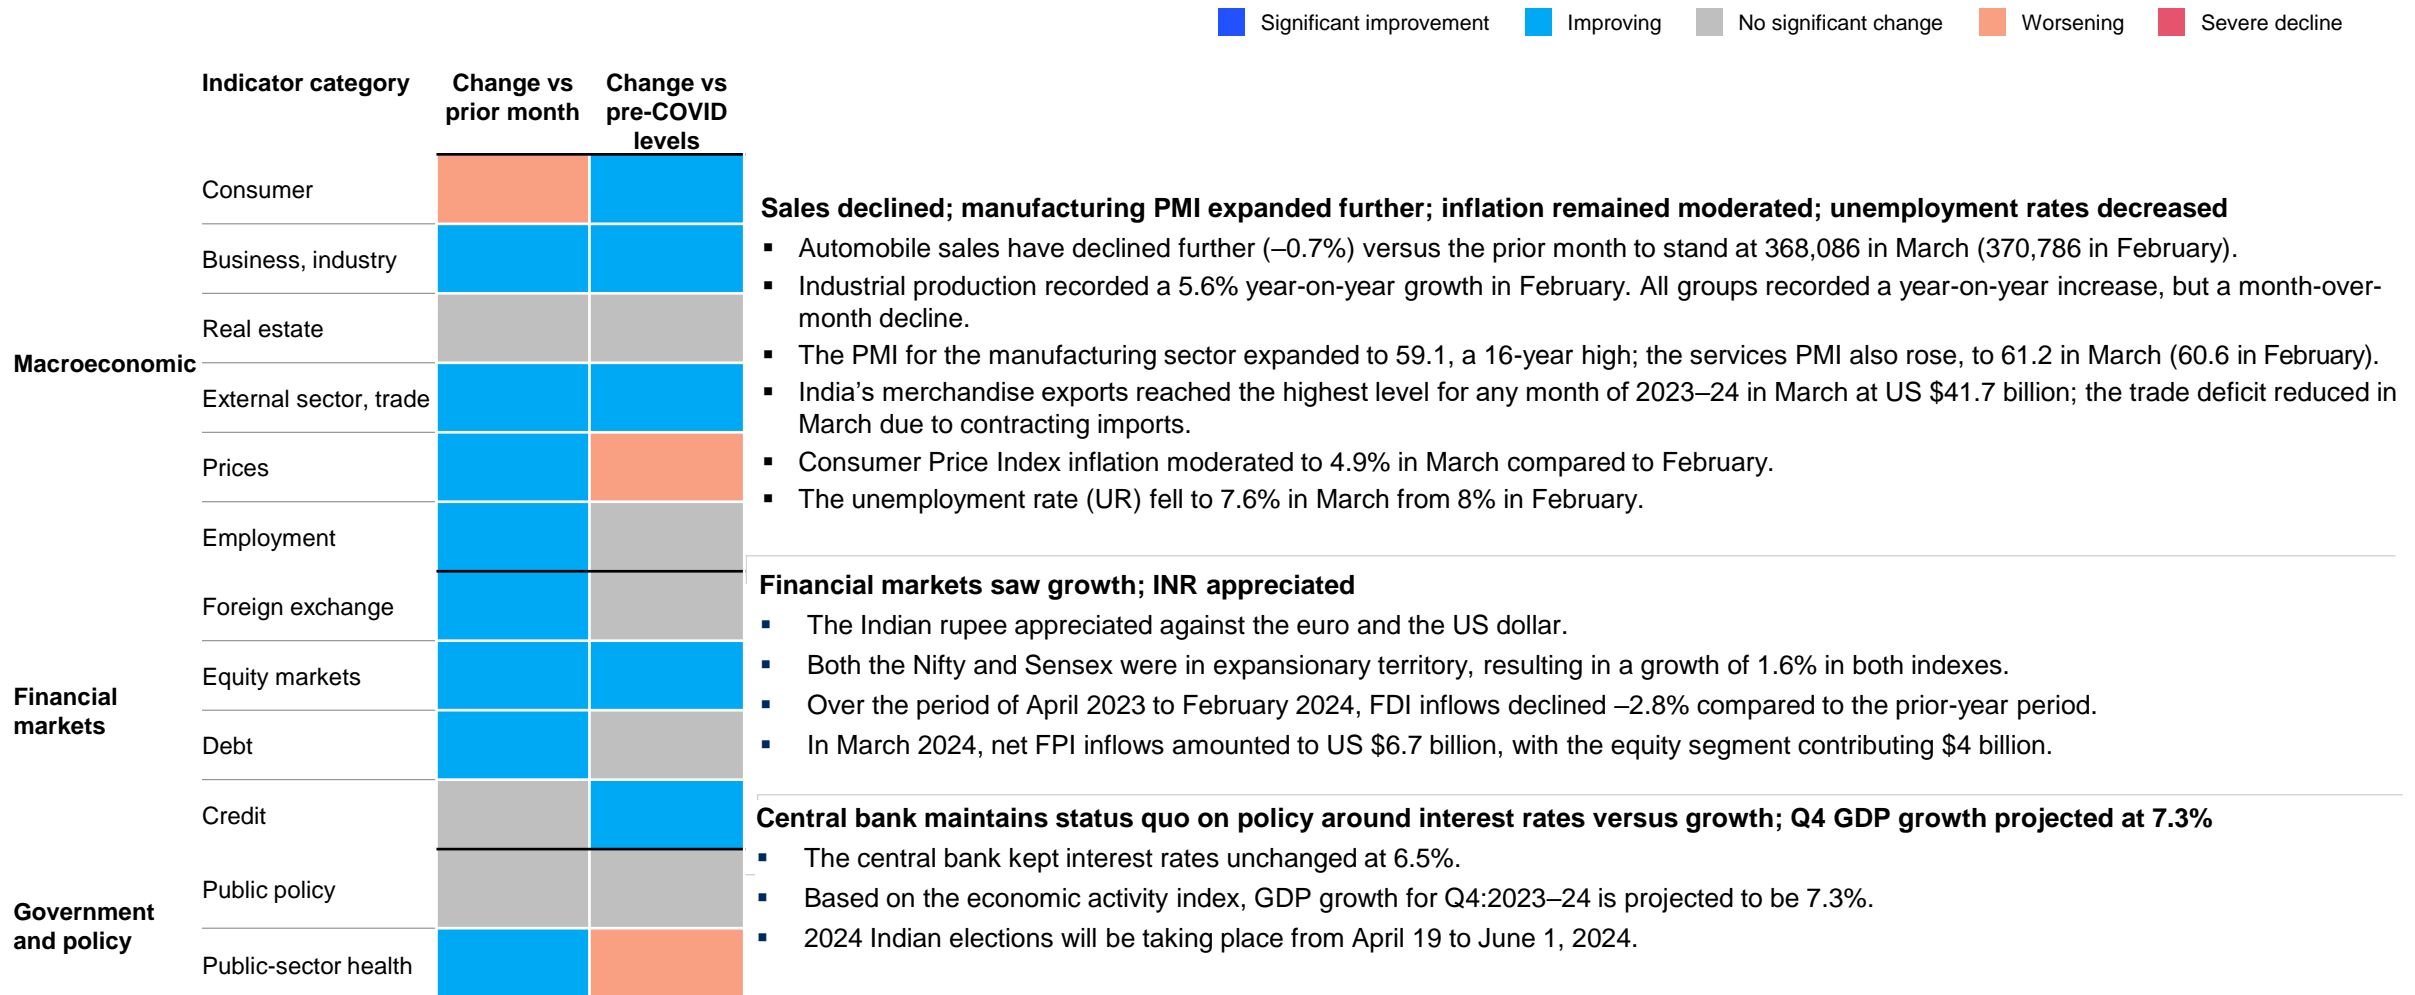 Significant improvement
Improving
No significant change
Worsening
Severe decline
Indicator category
Change vs
prior month
Change vs
pre-COVID
levels
Macroeconomic
Consumer
Business, industry
Real estate
External sector, trade
Prices
Employment
Sales declined; manufacturing PMI expanded further; inflation remained moderated; unemployment rates decreased
▪ Automobile sales have declined further (–0.7%) versus the prior month to stand at 368,086 in March (370,786 in February).
▪ Industrial production recorded a 5.6% year-on-year growth in February. All groups recorded a year-on-year increase, but a month-over-
month decline.
▪ The PMI for the manufacturing sector expanded to 59.1, a 16-year high; the services PMI also rose, to 61.2 in March (60.6 in February).
▪ India’s merchandise exports reached the highest level for any month of 2023–24 in March at US $41.7 billion; the trade deficit reduced in
March due to contracting imports.
▪ Consumer Price Index inflation moderated to 4.9% in March compared to February.
▪ The unemployment rate (UR) fell to 7.6% in March from 8% in February.
Financial
markets
Foreign exchange
Equity markets
Debt
Credit
Financial markets saw growth; INR appreciated
▪ The Indian rupee appreciated against the euro and the US dollar.
▪ Both the Nifty and Sensex were in expansionary territory, resulting in a growth of 1.6% in both indexes.
▪ Over the period of April 2023 to February 2024, FDI inflows declined –2.8% compared to the prior-year period.
▪ In March 2024, net FPI inflows amounted to US $6.7 billion, with the equity segment contributing $4 billion.
Government
and policy
Public policy
Public-sector health
Central bank maintains status quo on policy around interest rates versus growth; Q4 GDP growth projected at 7.3%
▪ The central bank kept interest rates unchanged at 6.5%.
▪ Based on the economic activity index, GDP growth for Q4:2023–24 is projected to be 7.3%.
▪ 2024 Indian elections will be taking place from April 19 to June 1, 2024.